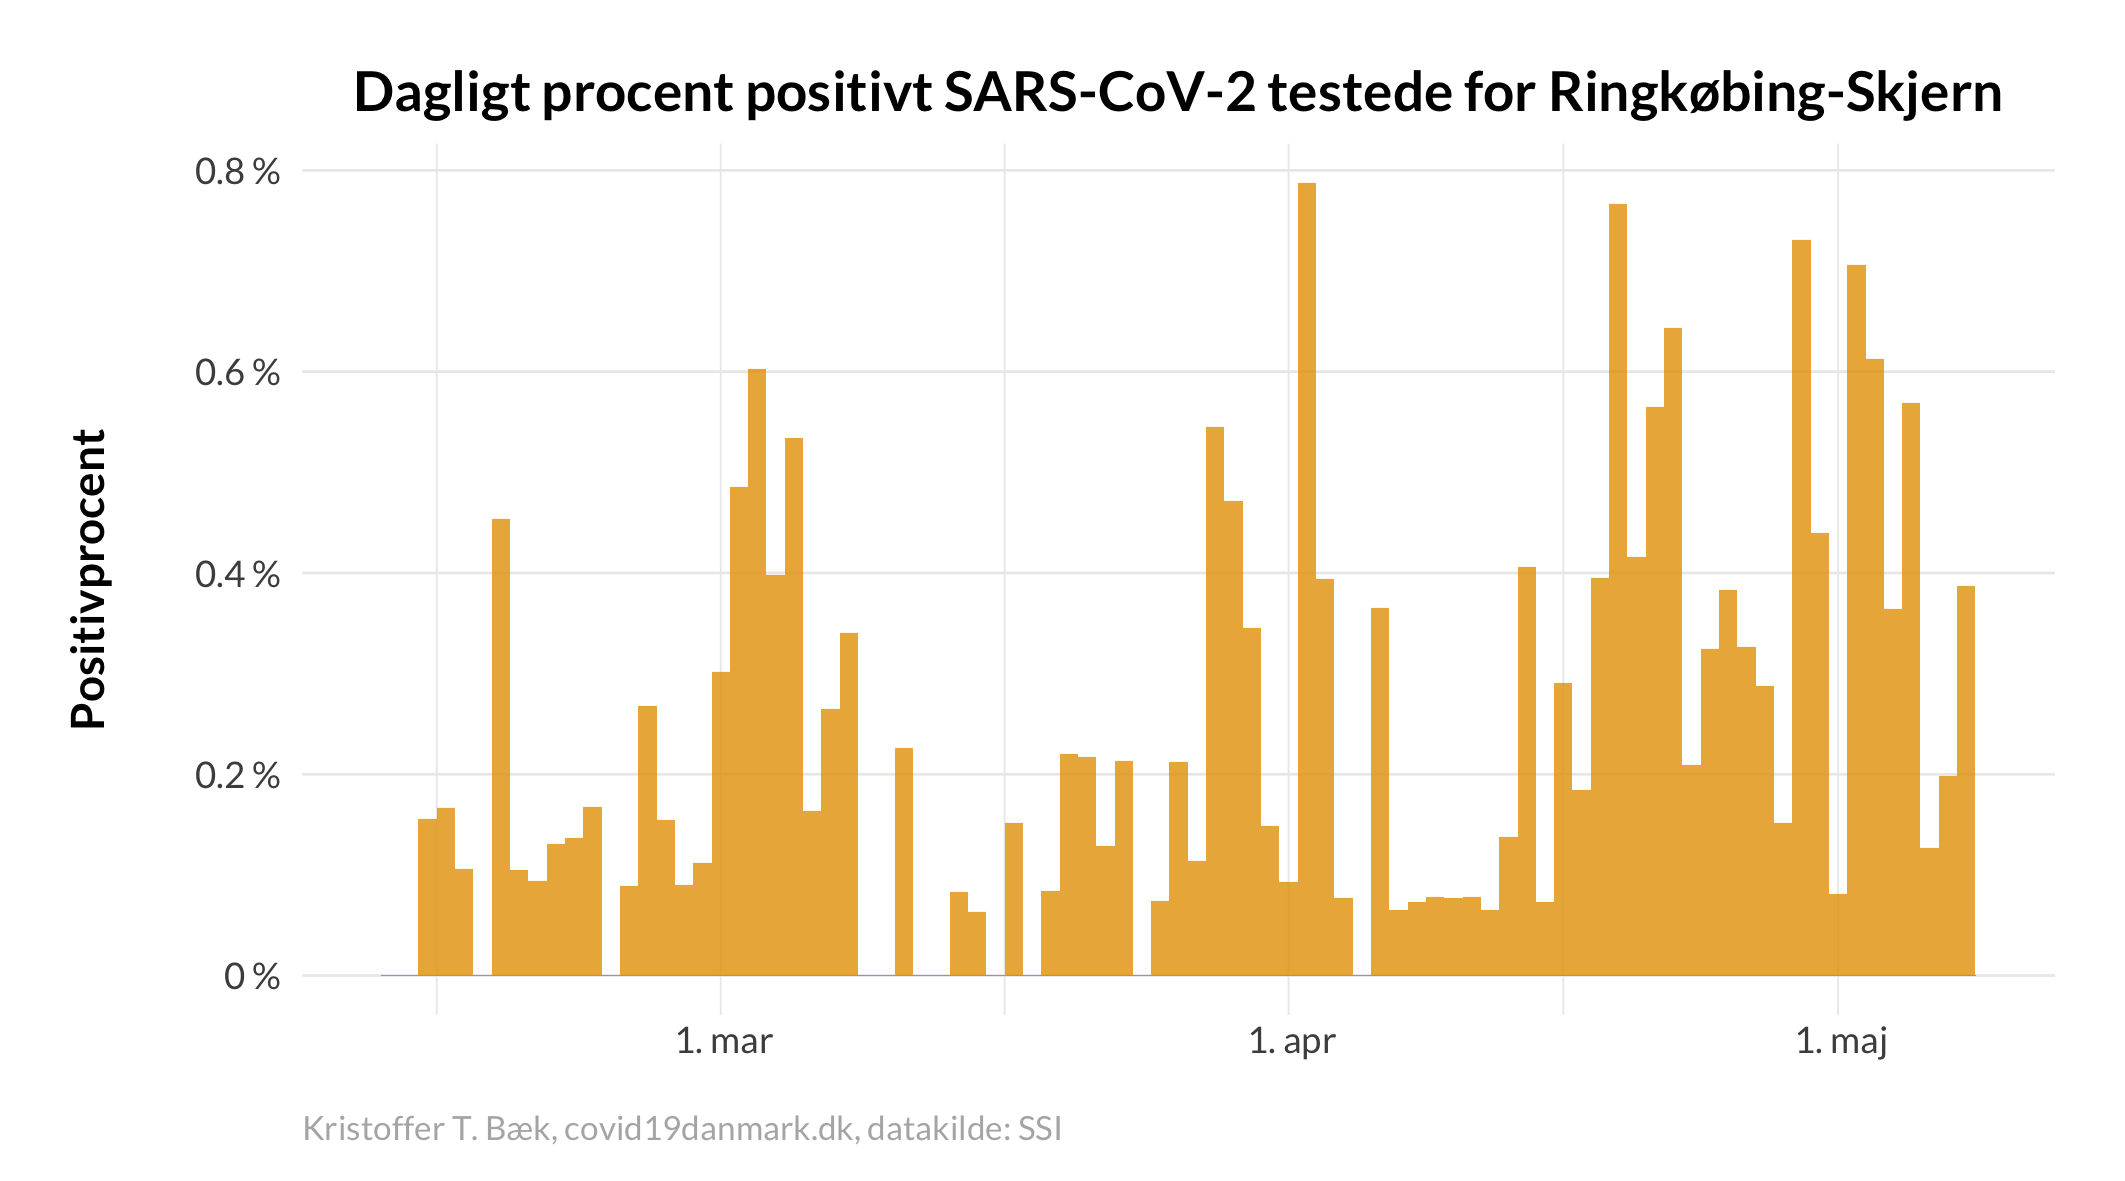 Dagligt procent positivt SARS-CoV-2 testede for Ringkøbing-Skjern
Positivprocent
0.8 %
0.6 %
0.4 %
0.2 %
0 %
1. mar
1. apr
1. maj
Kristoffer T. Bæk, covid19danmark.dk, datakilde: SSI